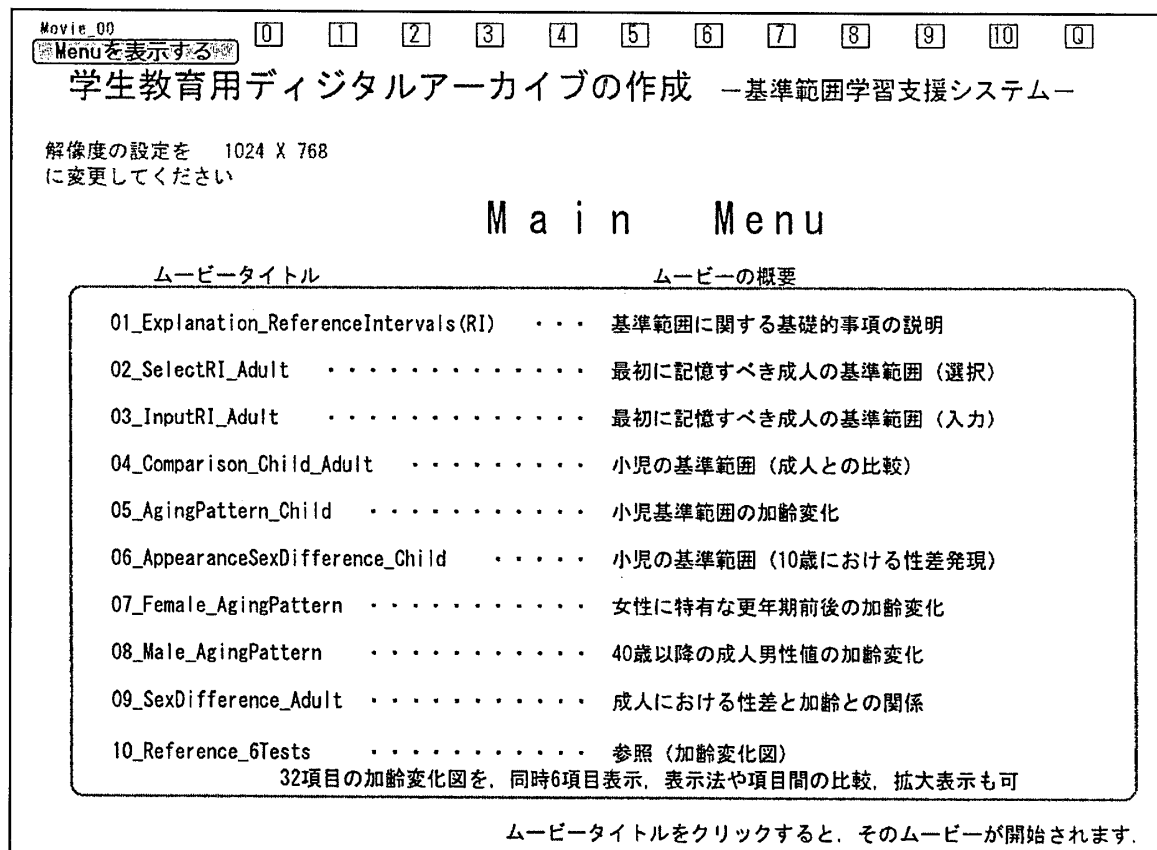 Movie_00
Menuを表示する 0 1 2 3 4 5 6 7 8 9 10 Q
学生教育用ディジタルアーカイブの作成 －基準範囲学習支援システム－
解像度の設定を 1024 X 768
に変更してください
Main Menu
ムービータイトル ムービーの概要
01_Explanation_ReferenceIntervals(RI) ・・・ 基準範囲に関する基礎的事項の説明
02_SelectRI_Adult ・・・・・・・・・・・・・ 最初に記憶すべき成人の基準範囲（選択）
03_InputRI_Adult ・・・・・・・・・・・・・ 最初に記憶すべき成人の基準範囲（入力）
04_Comparison_Child_Adult ・・・・・・・・・ 小児の基準範囲（成人との比較）
05_AgingPattern_Child ・・・・・・・・・・・ 小児基準範囲の加齢変化
06_AppearanceSexDifference_Child ・・・・・ 小児の基準範囲（10歳における性差発現）
07_Female_AgingPattern ・・・・・・・・・・・ 女性に特有な更年期前後の加齢変化
08_Male_AgingPattern ・・・・・・・・・・・ 40歳以降の成人男性値の加齢変化
09_SexDifference_Adult ・・・・・・・・・・・ 成人における性差と加齢との関係
10_Reference_6Tests ・・・・・・・・・・・ 参照（加齢変化図）
32項目の加齢変化図を，同時6項目表示，表示法や項目間の比較，拡大表示も可
ムービータイトルをクリックすると，そのムービーが開始されます．